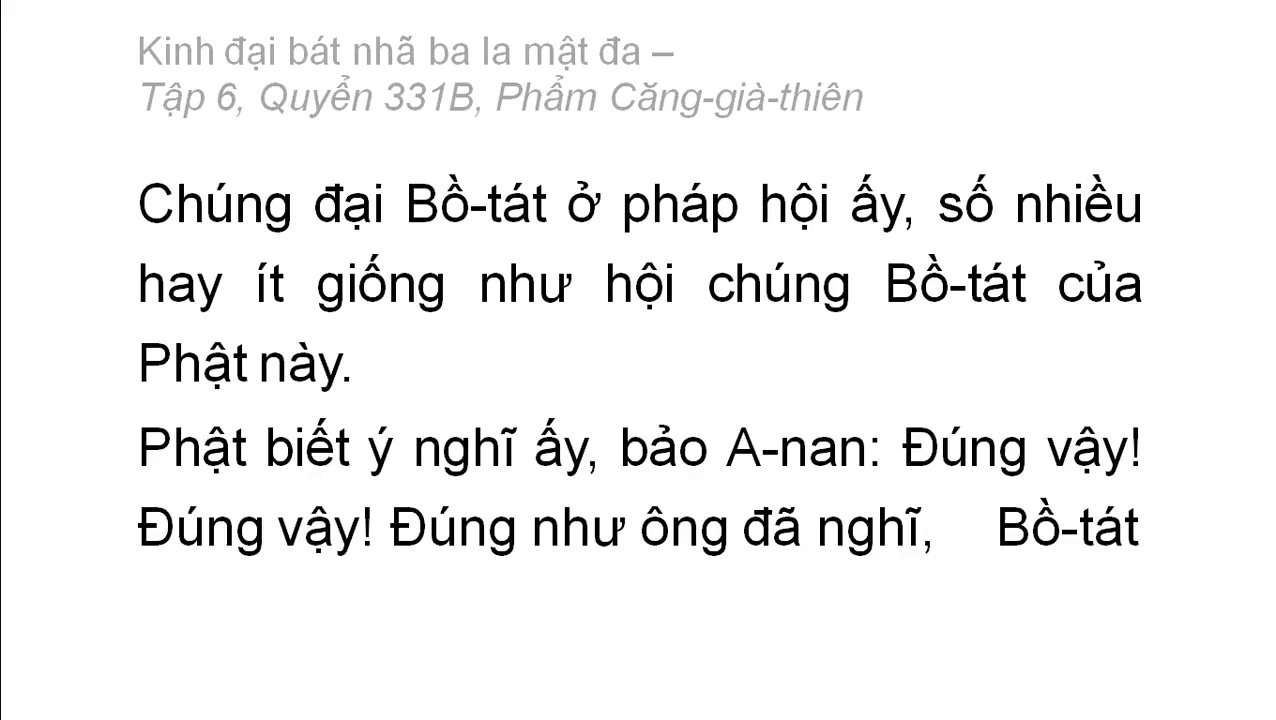 Kinh đại bát nhã ba la mật đa –
Tập 6, Quyển 331B, Phẩm Căng-già-thiên
Chúng đại Bồ-tát ở pháp hội ấy, số nhiều
hay ít giống như hội chúng Bồ-tát của
Phật này.
Phật biết ý nghĩ ấy, bảo A-nan: Đúng vậy!
Đúng vậy! Đúng như ông đã nghĩ, Bồ-tát